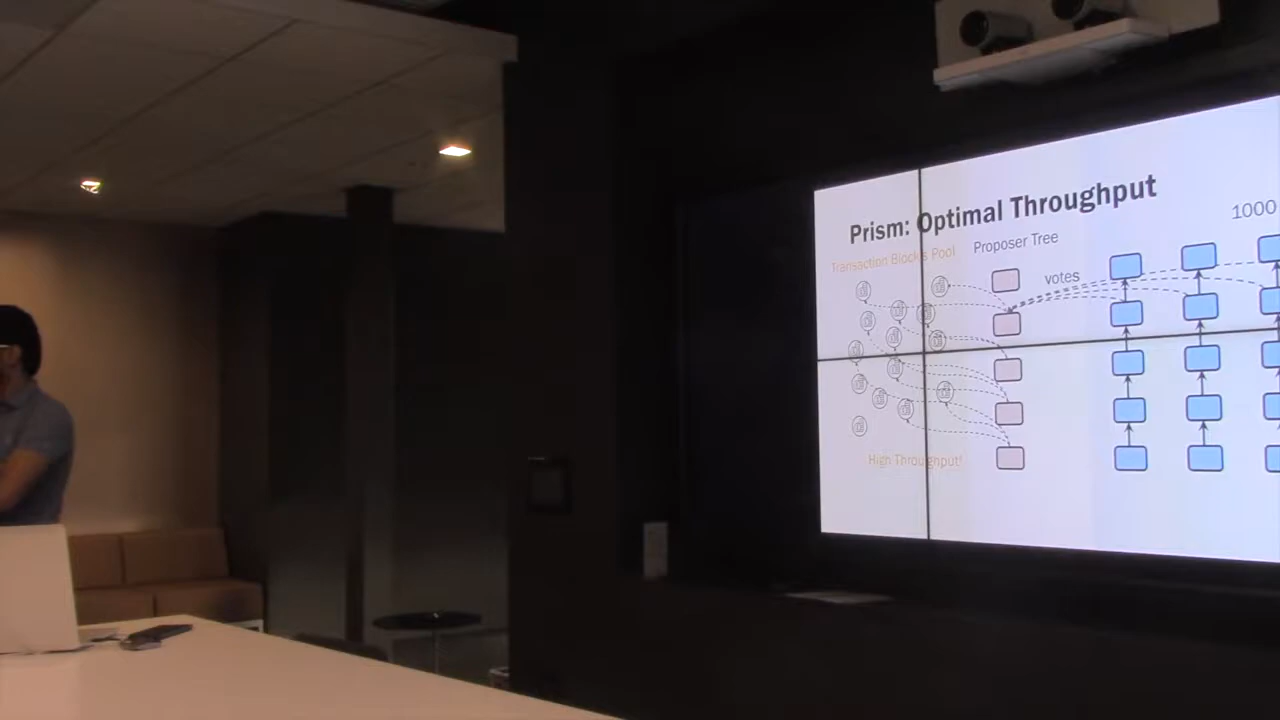 Prism: Optimal Throughput
1000
Transaction Blocks Pool
Proposer Tree
votes
High Throughput!